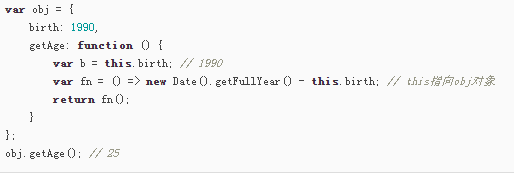 var obj = {
    birth: 1990,
    getAge: function () {
        var b = this.birth; // 1990
        var fn = () => new Date().getFullYear() - this.birth; // this指向obj对象
        return fn();
    }
};
obj.getAge(); // 25